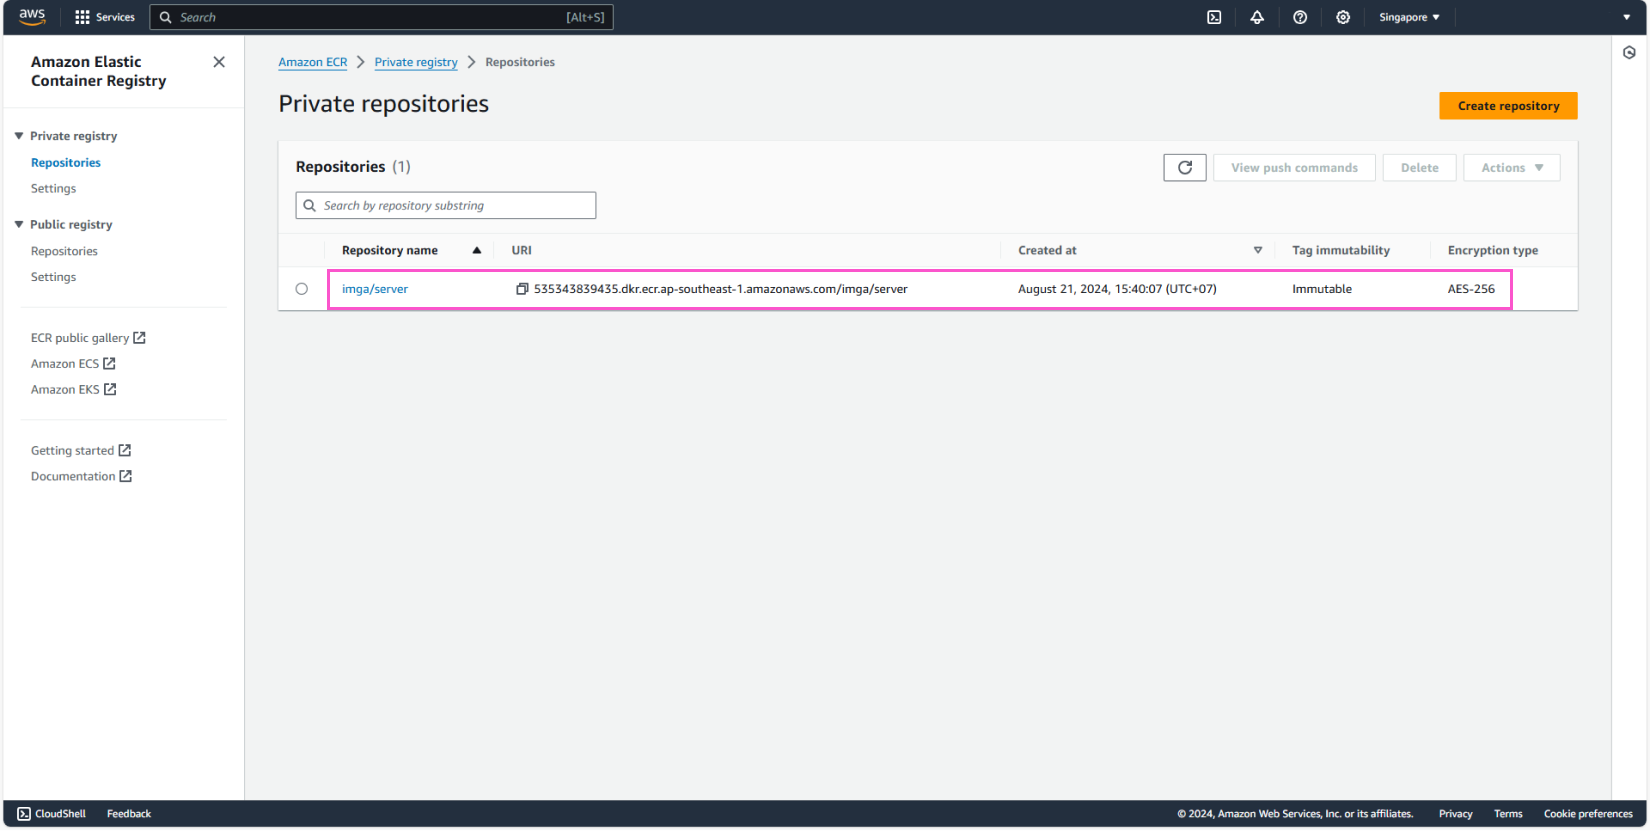 aws
Services
Search [Alt+S]
Singapore
Amazon Elastic
Container Registry
Private registry
Repositories
Settings
Public registry
Repositories
Settings
ECR public gallery
Amazon ECS
Amazon EKS
Getting started
Documentation
Amazon ECR Private registry Repositories
Private repositories
Create repository
Repositories (1)
View push commands Delete Actions
Search by repository substring
Repository name URI Created at Tag immutability Encryption type
imga/server 535343839435.dkr.ecr.ap-southeast-1.amazonaws.com/imga/server August 21, 2024, 15:40:07 (UTC+07) Immutable AES-256
CloudShell Feedback © 2024, Amazon Web Services, Inc. or its affiliates. Privacy Terms Cookie preferences